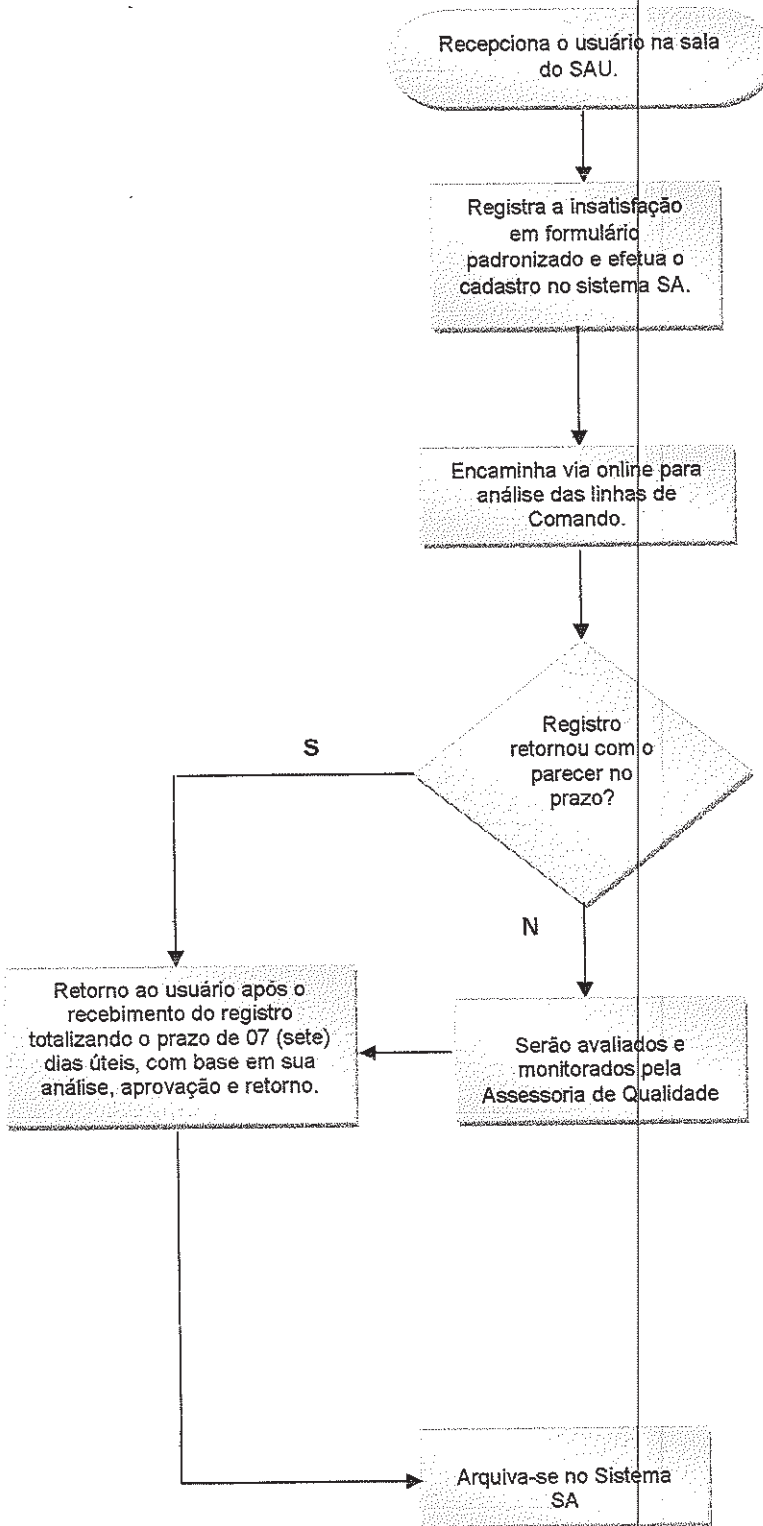 Recepciona o usuário na sala
do SAU.
Registra a insatisfação
em formulário
padronizado e efetua o
cadastro no sistema SA.
Encaminha via online para
análise das linhas de
Comando.
Registro
retornou com o
parecer no
prazo?
S
N
Retorno ao usuário após o
recebimento do registro
totalizando o prazo de 07 (sete)
dias úteis, com base em sua
análise, aprovação e retorno.
Serão avaliados e
monitorados pela
Assessoria de Qualidade
Arquiva-se no Sistema
SA